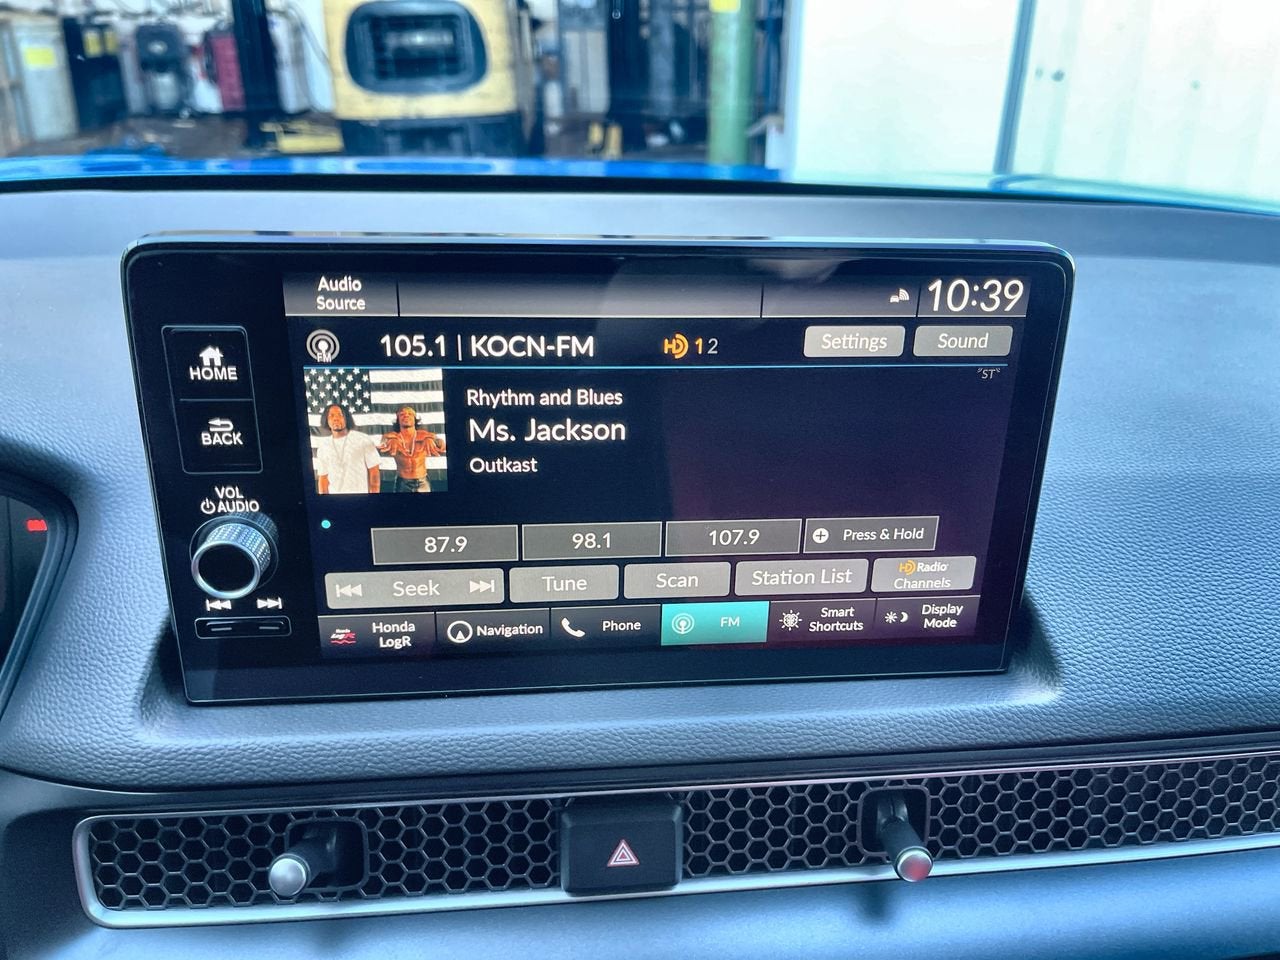 Audio
Source
10:39
HOME
BACK
VOL
AUDIO
FM
105.1 | KOCN-FM
HD 1 2
Settings
Sound
ST
Rhythm and Blues
Ms. Jackson
Outkast
87.9
98.1
107.9
Press & Hold
Seek
Tune
Scan
Station List
HD Radio
Channels
Honda
LogR
Navigation
Phone
FM
Smart
Shortcuts
Display
Mode